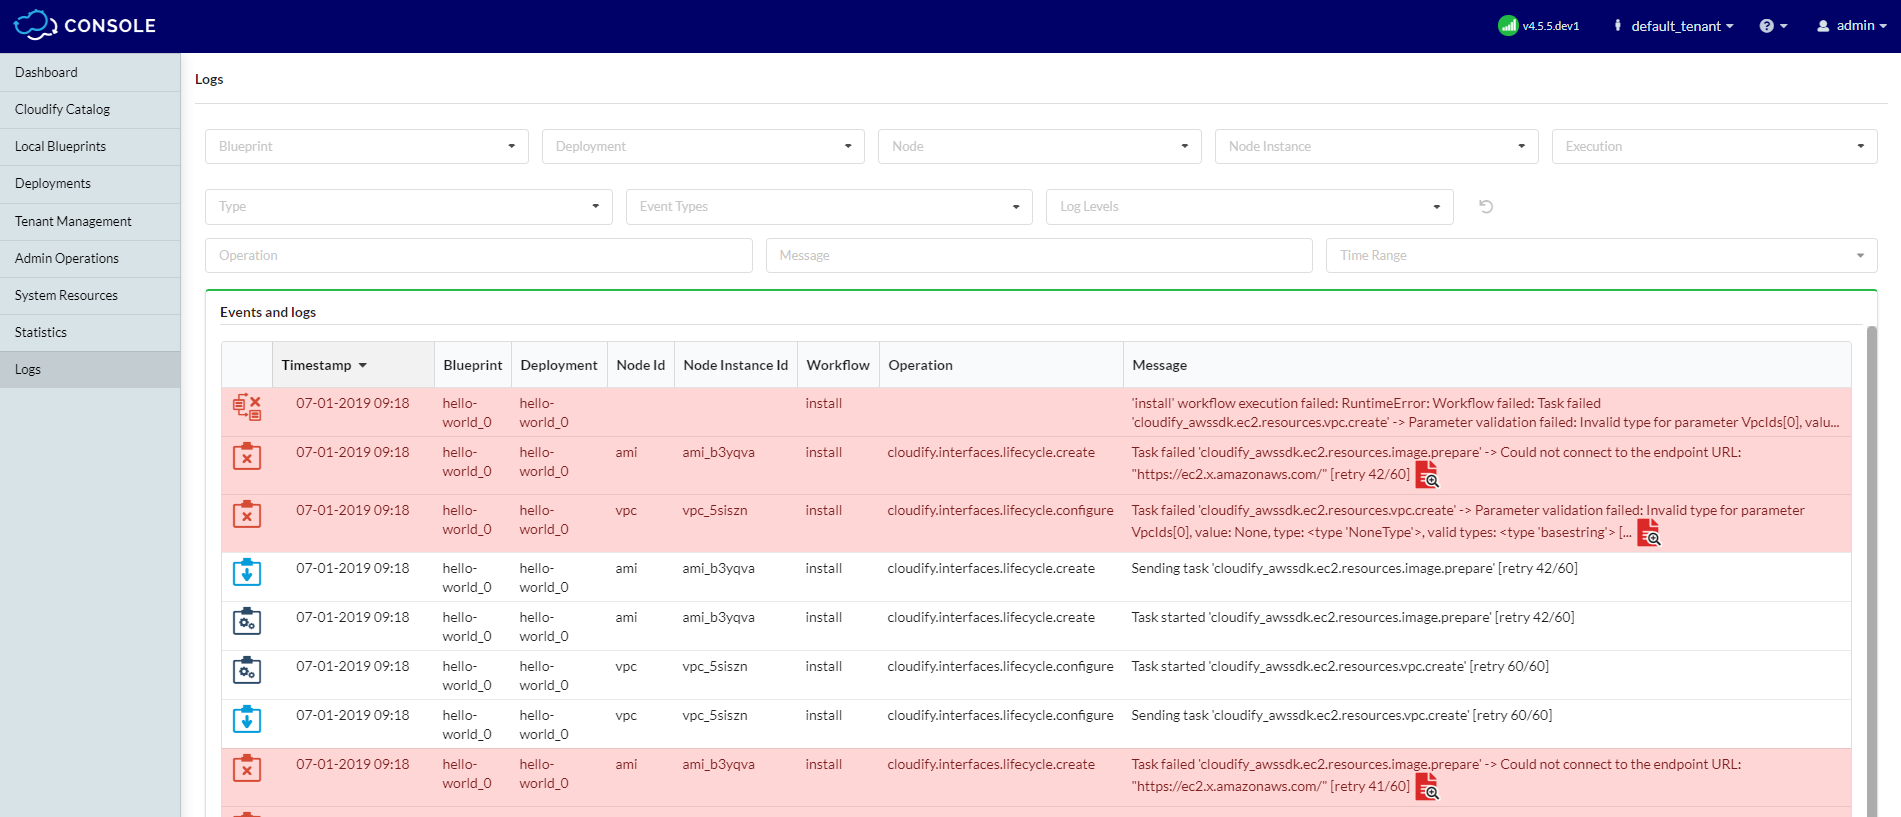 CONSOLE
v4.5.5.dev1
default_tenant
admin
Dashboard
Cloudify Catalog
Local Blueprints
Deployments
Tenant Management
Admin Operations
System Resources
Statistics
Logs
Logs
Blueprint
Deployment
Node
Node Instance
Execution
Type
Event Types
Log Levels
Operation
Message
Time Range
Events and logs
Timestamp Blueprint Deployment Node Id Node Instance Id Workflow Operation Message
07-01-2019 09:18 hello- hello- install 'install' workflow execution failed: RuntimeError: Workflow failed: Task failed
world_0 world_0 'cloudify_awssdk.ec2.resources.vpc.create' -> Parameter validation failed: Invalid type for parameter VpcIds[0], valu...
07-01-2019 09:18 hello- hello- ami ami_b3yqva install cloudify.interfaces.lifecycle.create Task failed 'cloudify_awssdk.ec2.resources.image.prepare' -> Could not connect to the endpoint URL:
world_0 world_0 "https://ec2.x.amazonaws.com/" [retry 42/60]
07-01-2019 09:18 hello- hello- vpc vpc_5siszn install cloudify.interfaces.lifecycle.configure Task failed 'cloudify_awssdk.ec2.resources.vpc.create' -> Parameter validation failed: Invalid type for parameter
world_0 world_0 VpcIds[0], value: None, type: <type 'NoneType'>, valid types: <type 'basestring'> [...
07-01-2019 09:18 hello- hello- ami ami_b3yqva install cloudify.interfaces.lifecycle.create Sending task 'cloudify_awssdk.ec2.resources.image.prepare' [retry 42/60]
world_0 world_0
07-01-2019 09:18 hello- hello- ami ami_b3yqva install cloudify.interfaces.lifecycle.create Task started 'cloudify_awssdk.ec2.resources.image.prepare' [retry 42/60]
world_0 world_0
07-01-2019 09:18 hello- hello- vpc vpc_5siszn install cloudify.interfaces.lifecycle.configure Task started 'cloudify_awssdk.ec2.resources.vpc.create' [retry 60/60]
world_0 world_0
07-01-2019 09:18 hello- hello- vpc vpc_5siszn install cloudify.interfaces.lifecycle.configure Sending task 'cloudify_awssdk.ec2.resources.vpc.create' [retry 60/60]
world_0 world_0
07-01-2019 09:18 hello- hello- ami ami_b3yqva install cloudify.interfaces.lifecycle.create Task failed 'cloudify_awssdk.ec2.resources.image.prepare' -> Could not connect to the endpoint URL:
world_0 world_0 "https://ec2.x.amazonaws.com/" [retry 41/60]